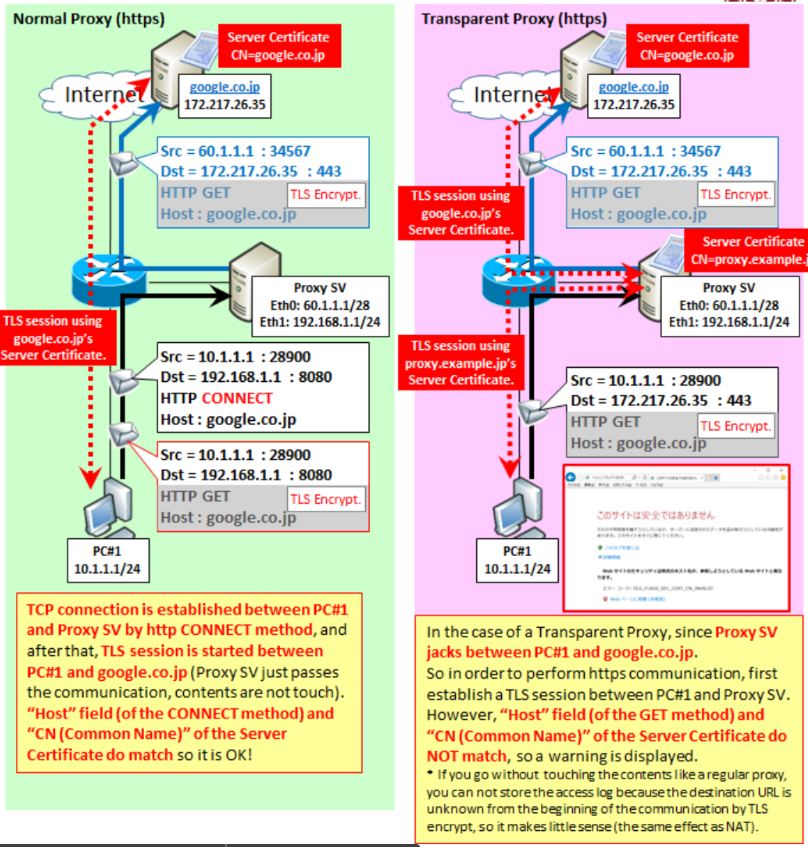 Normal Proxy (https)
Server Certificate
CN=google.co.jp
Internet
google.co.jp
172.217.26.35
Src = 60.1.1.1 : 34567
Dst = 172.217.26.35 : 443
HTTP GET
TLS Encrypt.
Host : google.co.jp
Proxy SV
Eth0: 60.1.1.1/28
Eth1: 192.168.1.1/24
TLS session using
google.co.jp's
Server Certificate.
Src = 10.1.1.1 : 28900
Dst = 192.168.1.1 : 8080
HTTP CONNECT
Host : google.co.jp
Src = 10.1.1.1 : 28900
Dst = 192.168.1.1 : 8080
HTTP GET
TLS Encrypt.
Host : google.co.jp
PC#1
10.1.1.1/24
TCP connection is established between PC#1
and Proxy SV by http CONNECT method, and
after that, TLS session is started between
PC#1 and google.co.jp (Proxy SV just passes
the communication, contents are not touch).
“Host” field (of the CONNECT method) and
“CN (Common Name)” of the Server
Certificate do match so it is OK!
Transparent Proxy (https)
Server Certificate
CN=google.co.jp
Internet
google.co.jp
172.217.26.35
Src = 60.1.1.1 : 34567
Dst = 172.217.26.35 : 443
HTTP GET
TLS Encrypt.
Host : google.co.jp
TLS session using
google.co.jp's
Server Certificate.
Server Certificate
CN=proxy.example.j
Proxy SV
Eth0: 60.1.1.1/28
Eth1: 192.168.1.1/24
TLS session using
proxy.example.jp's
Server Certificate.
Src = 10.1.1.1 : 28900
Dst = 172.217.26.35 : 443
HTTP GET
TLS Encrypt.
Host : google.co.jp
このサイトは安全ではありません
PC#1
10.1.1.1/24
In the case of a Transparent Proxy, since Proxy SV
jacks between PC#1 and google.co.jp.
So in order to perform https communication, first
establish a TLS session between PC#1 and Proxy SV.
However, “Host” field (of the GET method) and
“CN (Common Name)” of the Server Certificate do
NOT match, so a warning is displayed.
* If you go without touching the contents like a regular proxy,
you can not store the access log because the destination URL is
unknown from the beginning of the communication by TLS
encrypt, so it makes little sense (the same effect as NAT).